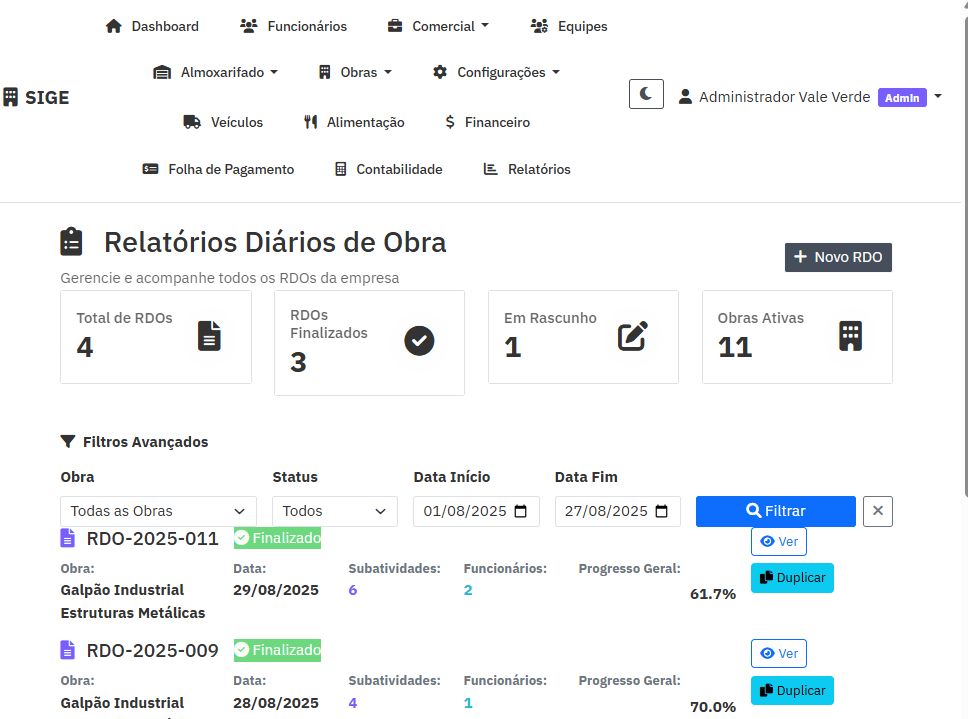 Dashboard Funcionários Comercial Equipes
Almoxarifado Obras Configurações
SIGE
Administrador Vale Verde Admin
Veículos Alimentação Financeiro
Folha de Pagamento Contabilidade Relatórios
Relatórios Diários de Obra
Novo RDO
Gerencie e acompanhe todos os RDOs da empresa
Total de RDOs
4
RDOs
Finalizados
3
Em Rascunho
1
Obras Ativas
11
Filtros Avançados
Obra Status Data Início Data Fim
Todas as Obras Todos 01/08/2025 27/08/2025 Filtrar
RDO-2025-011 Finalizado Ver
Obra: Data: Subatividades: Funcionários: Progresso Geral: Duplicar
Galpão Industrial 29/08/2025 6 2 61.7%
Estruturas Metálicas
RDO-2025-009 Finalizado Ver
Obra: Data: Subatividades: Funcionários: Progresso Geral: Duplicar
Galpão Industrial 28/08/2025 4 1 70.0%